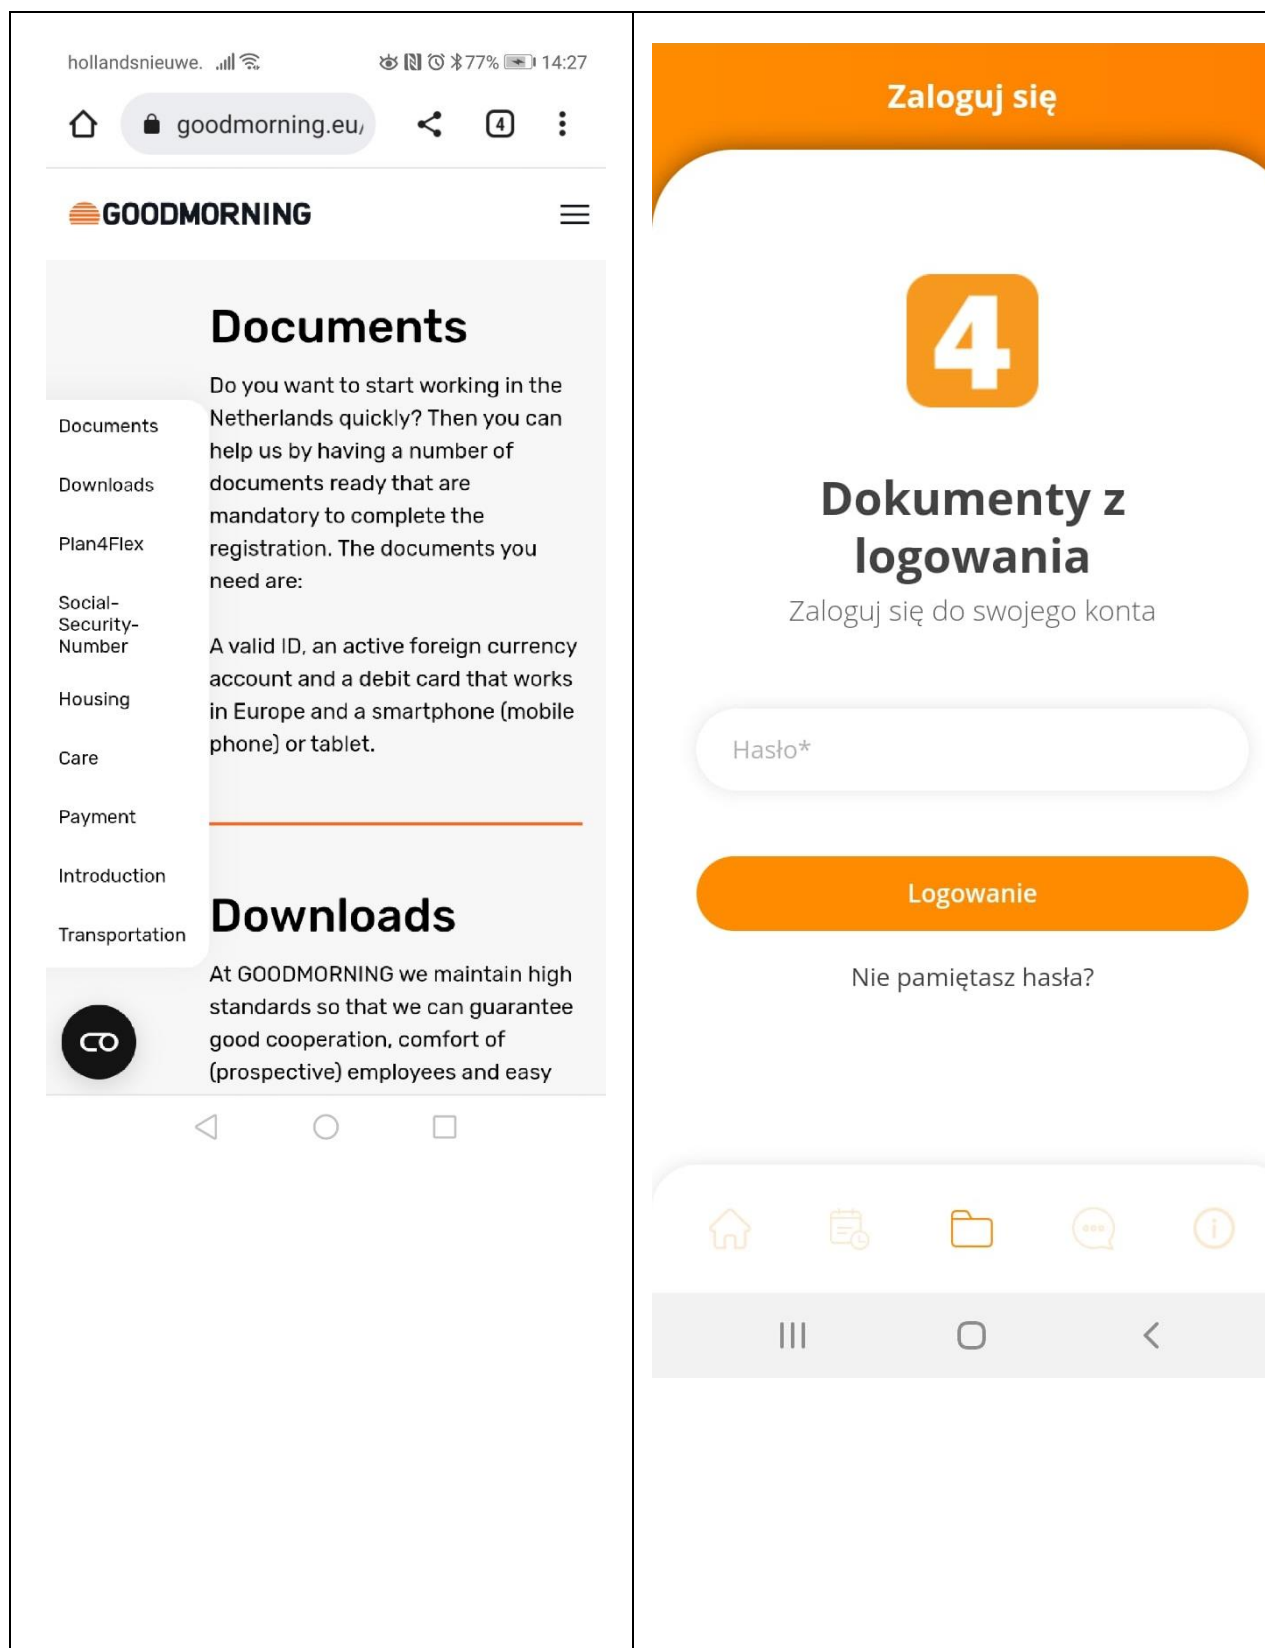 hollandsnieuwe.
77% 14:27
goodmorning.eu/
4
GOODMORNING
Documents
Do you want to start working in the
Netherlands quickly? Then you can
help us by having a number of
documents ready that are
mandatory to complete the
registration. The documents you
need are:
A valid ID, an active foreign currency
account and a debit card that works
in Europe and a smartphone (mobile
phone) or tablet.
Documents
Downloads
Plan4Flex
Social-
Security-
Number
Housing
Care
Payment
Introduction
Transportation
Downloads
At GOODMORNING we maintain high
standards so that we can guarantee
good cooperation, comfort of
(prospective) employees and easy
Zaloguj się
4
Dokumenty z
logowania
Zaloguj się do swojego konta
Hasło*
Logowanie
Nie pamiętasz hasła?